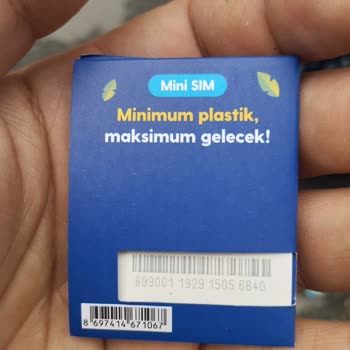 Mini SIM
Minimum plastik,
maksimum gelecek!
899001 1929 1505 6840
8 697414 671067